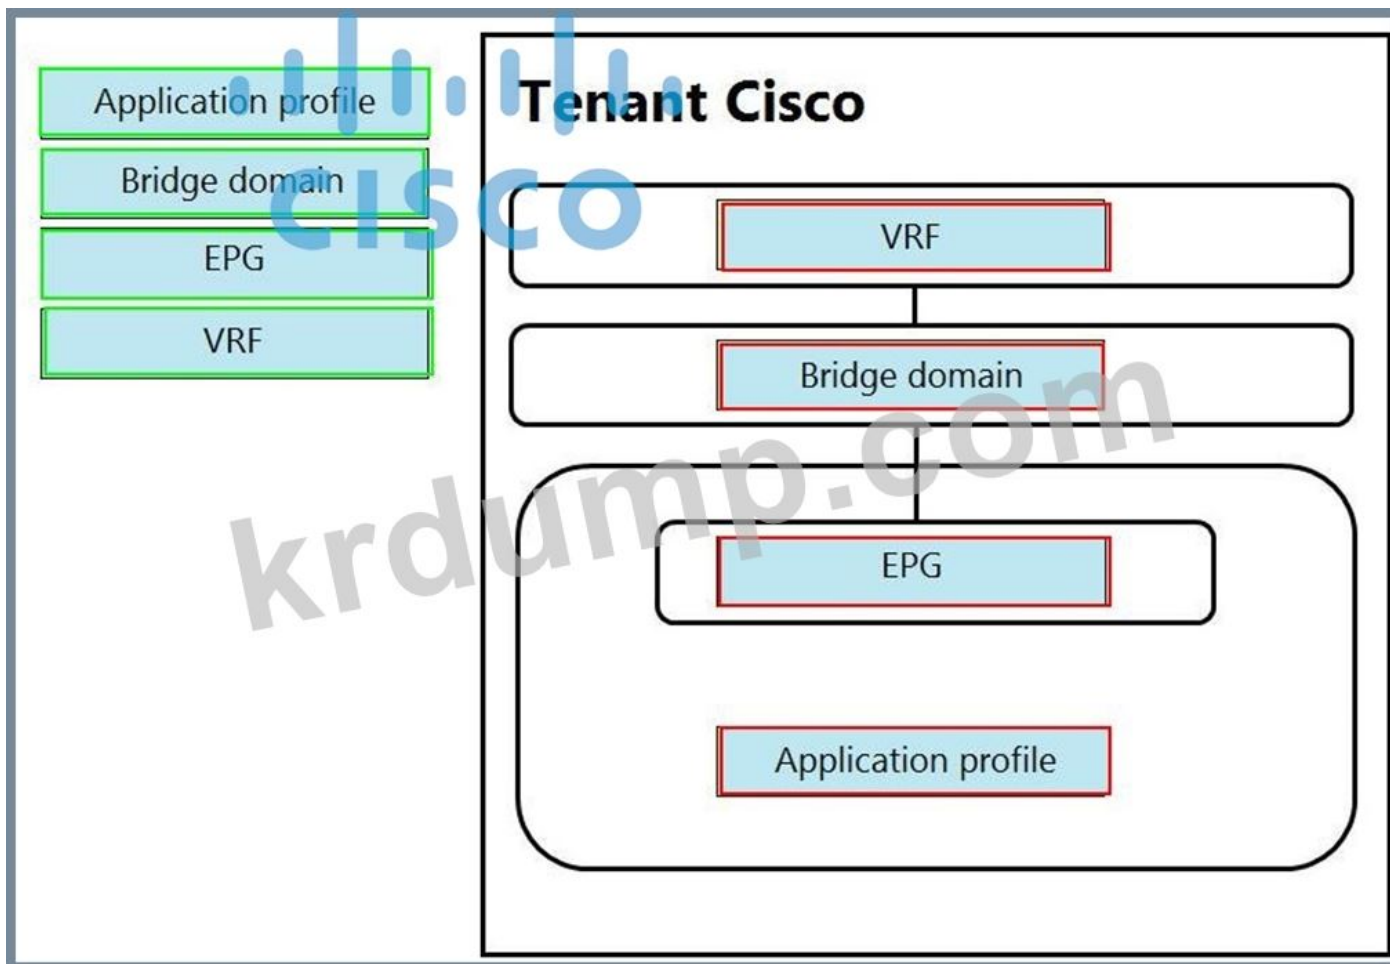 Application profile
Bridge domain
EPG
VRF
CISCO
Tenant Cisco
VRF
Bridge domain
EPG
Application profile
krdump.com